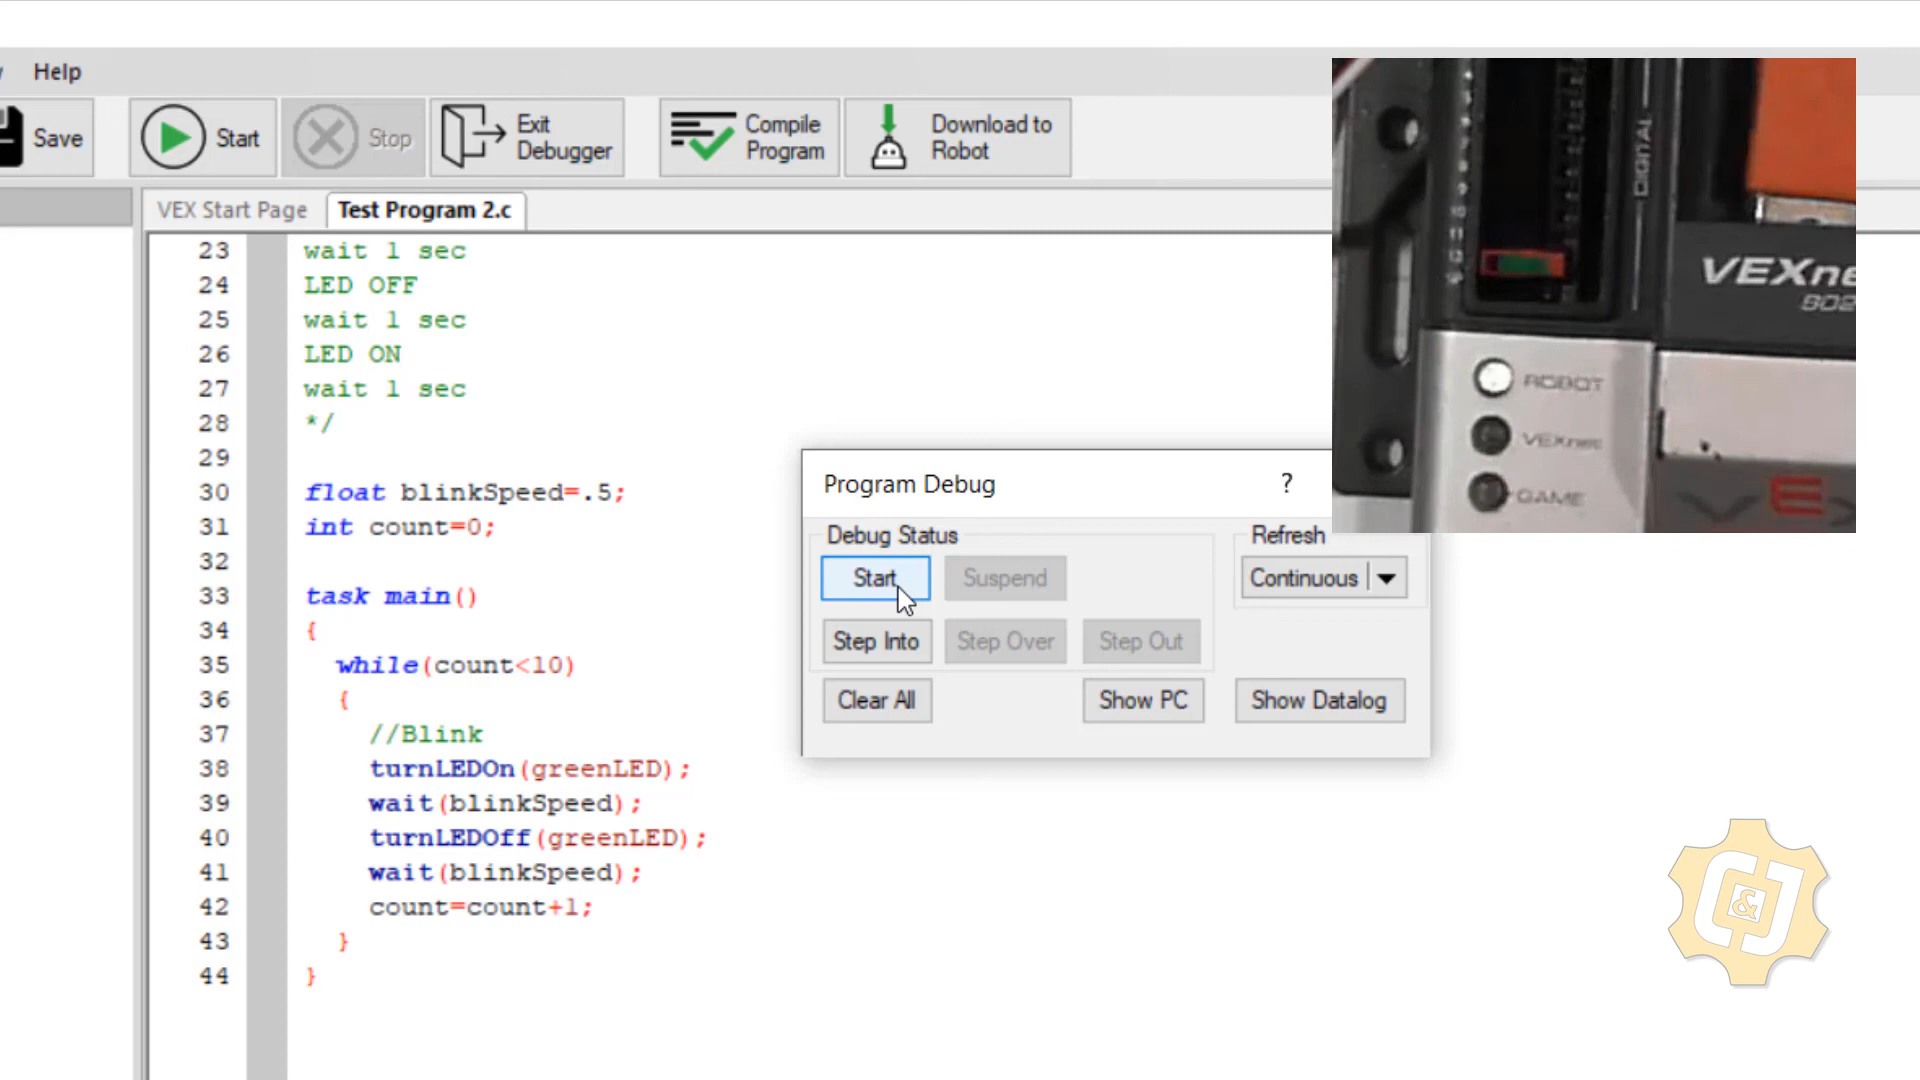 Help
Save
Start
Stop
Exit
Debugger
Compile
Program
Download to
Robot
VEX Start Page
Test Program 2.c
23 wait 1 sec
24 LED OFF
25 wait 1 sec
26 LED ON
27 wait 1 sec
28 */
29
30 float blinkSpeed=.5;
31 int count=0;
32
33 task main()
34 {
35 while(count<10)
36 {
37 //Blink
38 turnLEDOn(greenLED);
39 wait(blinkSpeed);
40 turnLEDOff(greenLED);
41 wait(blinkSpeed);
42 count=count+1;
43 }
44 }
Program Debug
?
Debug Status
Refresh
Start
Suspend
Continuous
Step Into
Step Over
Step Out
Clear All
Show PC
Show Datalog
DIGITAL
VEXne
802
ROBOT
VEXnet
GAME
VEX
C&J